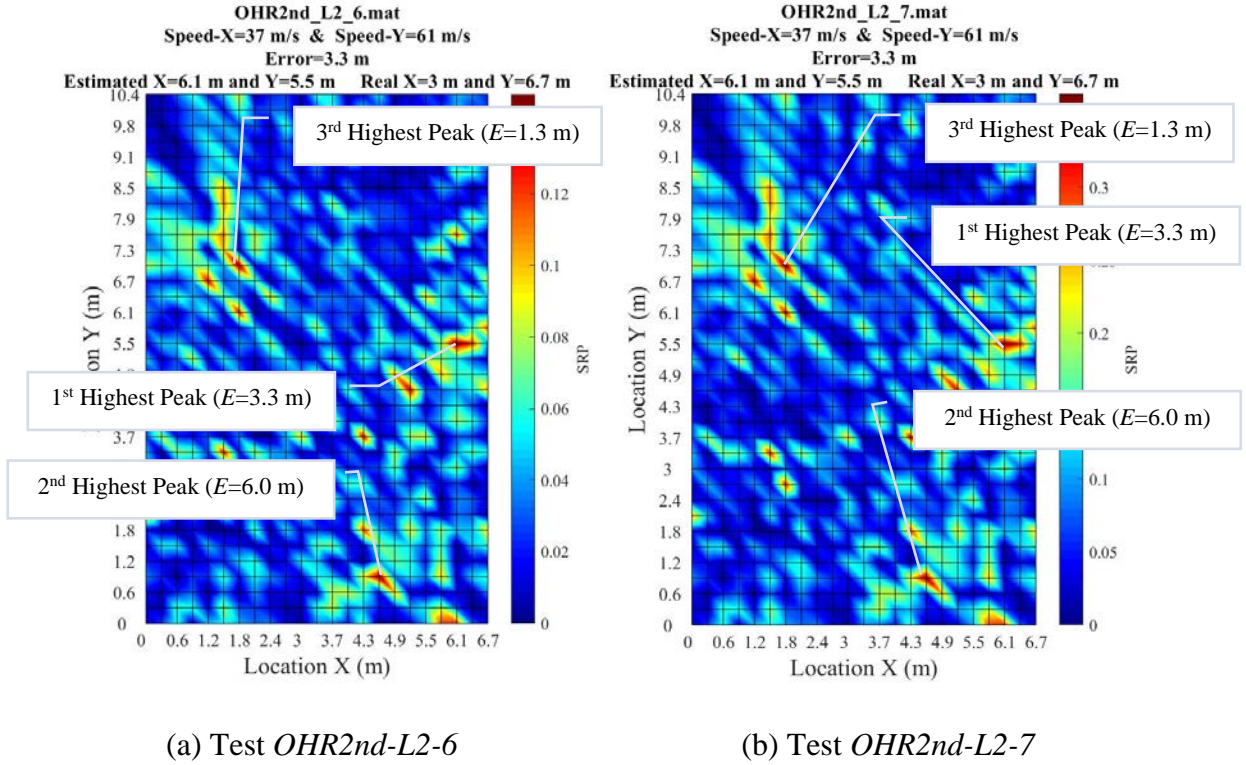 OHR2nd_L2_6.mat
Speed-X=37 m/s & Speed-Y=61 m/s
Error=3.3 m
Estimated X=6.1 m and Y=5.5 m Real X=3 m and Y=6.7 m
10.4
9.8
9.1
8.5
7.9
7.3
6.7
6.1
5.5
3.7
1.8
1.2
0.6
0
3rd Highest Peak (E=1.3 m)
1st Highest Peak (E=3.3 m)
2nd Highest Peak (E=6.0 m)
0 0.6 1.2 1.8 2.4 3 3.7 4.3 4.9 5.5 6.1 6.7
Location X (m)
Y (m)
0.12
0.1
0.08
0.06
0.04
0.02
0
SRP
(a) Test OHR2nd-L2-6
OHR2nd_L2_7.mat
Speed-X=37 m/s & Speed-Y=61 m/s
Error=3.3 m
Estimated X=6.1 m and Y=5.5 m Real X=3 m and Y=6.7 m
10.4
9.8
9.1
8.5
7.9
7.3
6.7
6.1
5.5
4.9
4.3
3.7
3
2.4
1.8
1.2
0.6
0
3rd Highest Peak (E=1.3 m)
1st Highest Peak (E=3.3 m)
2nd Highest Peak (E=6.0 m)
0 0.6 1.2 1.8 2.4 3 3.7 4.3 4.9 5.5 6.1 6.7
Location X (m)
Location Y (m)
0.3
0.2
0.1
0.05
0
SRP
(b) Test OHR2nd-L2-7